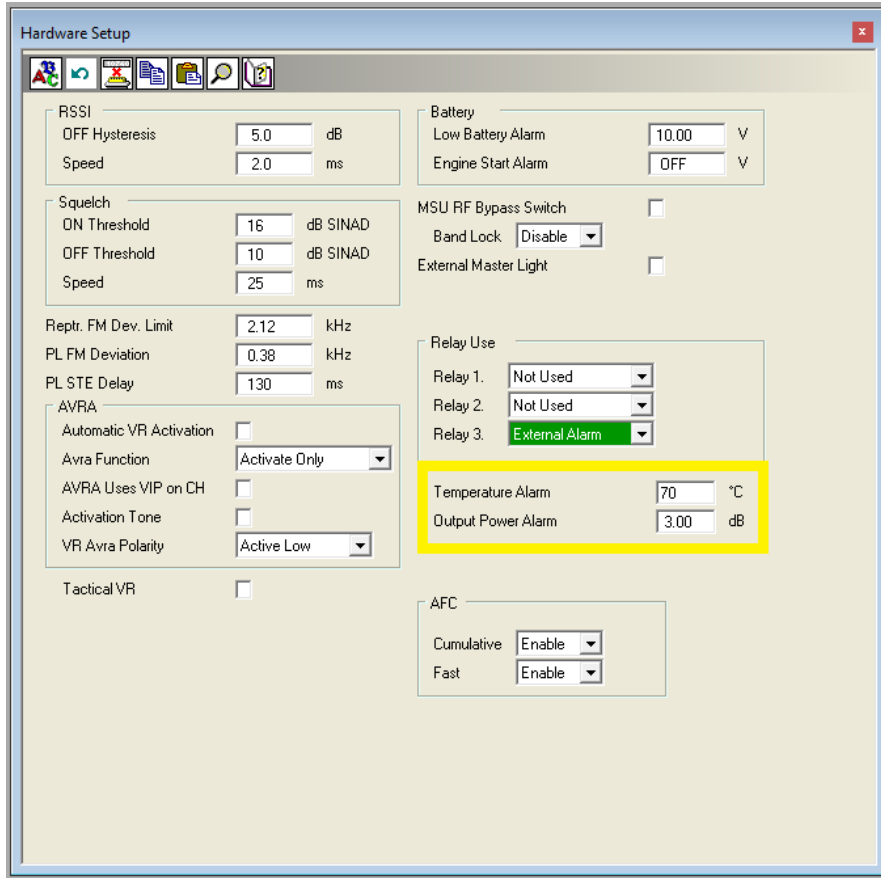 Hardware Setup
RSSI
OFF Hysteresis 5.0 dB
Speed 2.0 ms
Squelch
ON Threshold 16 dB SINAD
OFF Threshold 10 dB SINAD
Speed 25 ms
Reptr. FM Dev. Limit 2.12 kHz
PL FM Deviation 0.38 kHz
PL STE Delay 130 ms
AVRA
Automatic VR Activation
Avra Function Activate Only
AVRA Uses VIP on CH
Activation Tone
VR Avra Polarity Active Low
Tactical VR
Battery
Low Battery Alarm 10.00 V
Engine Start Alarm OFF V
MSU RF Bypass Switch
Band Lock Disable
External Master Light
Relay Use
Relay 1. Not Used
Relay 2. Not Used
Relay 3. External Alarm
Temperature Alarm 70 °C
Output Power Alarm 3.00 dB
AFC
Cumulative Enable
Fast Enable